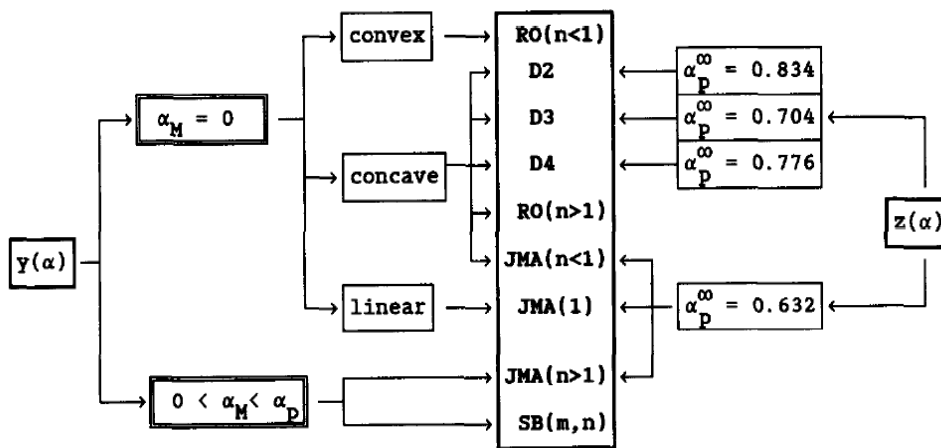 convex
RO(n<1)
D2
α_p^∞ = 0.834
α_M = 0
D3
α_p^∞ = 0.704
concave
D4
α_p^∞ = 0.776
RO(n>1)
z(α)
y(α)
JMA(n<1)
linear
JMA(1)
α_p^∞ = 0.632
JMA(n>1)
0 < α_M < α_p
SB(m,n)